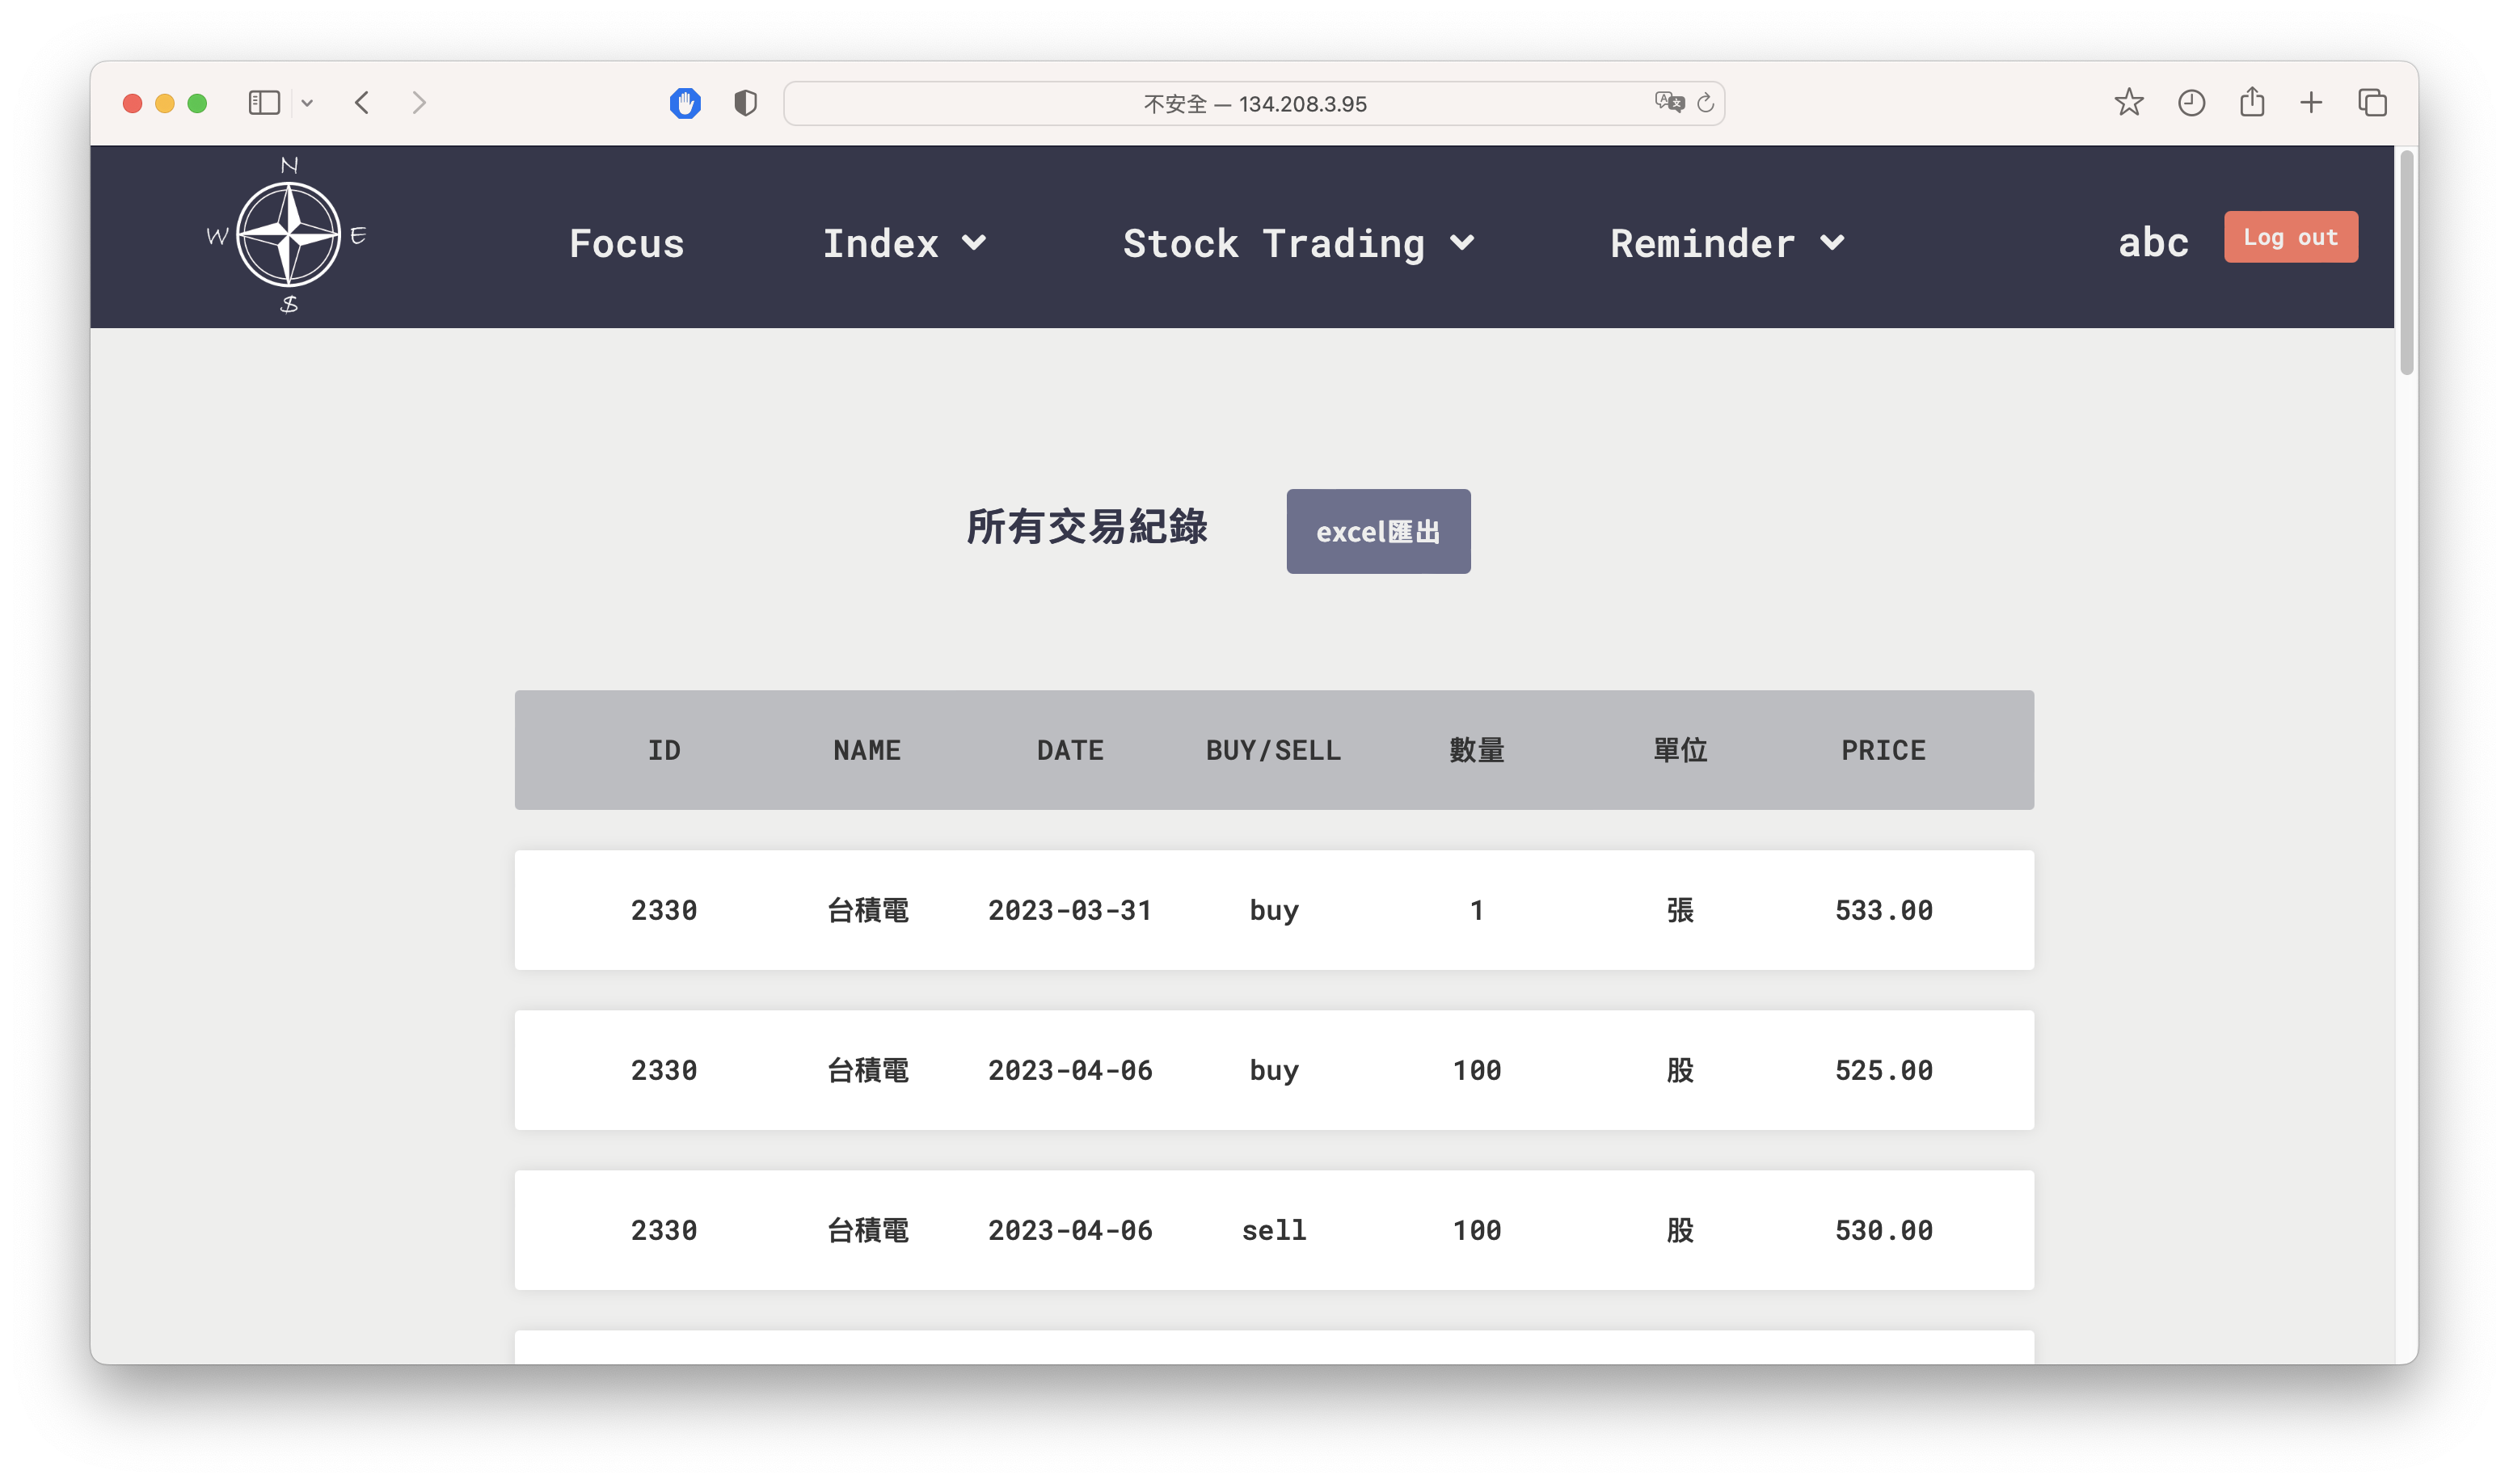 不安全 — 134.208.3.95
N
W E
S
Focus Index Stock Trading Reminder abc Log out
所有交易紀錄 excel匯出
ID NAME DATE BUY/SELL 數量 單位 PRICE
2330 台積電 2023-03-31 buy 1 張 533.00
2330 台積電 2023-04-06 buy 100 股 525.00
2330 台積電 2023-04-06 sell 100 股 530.00